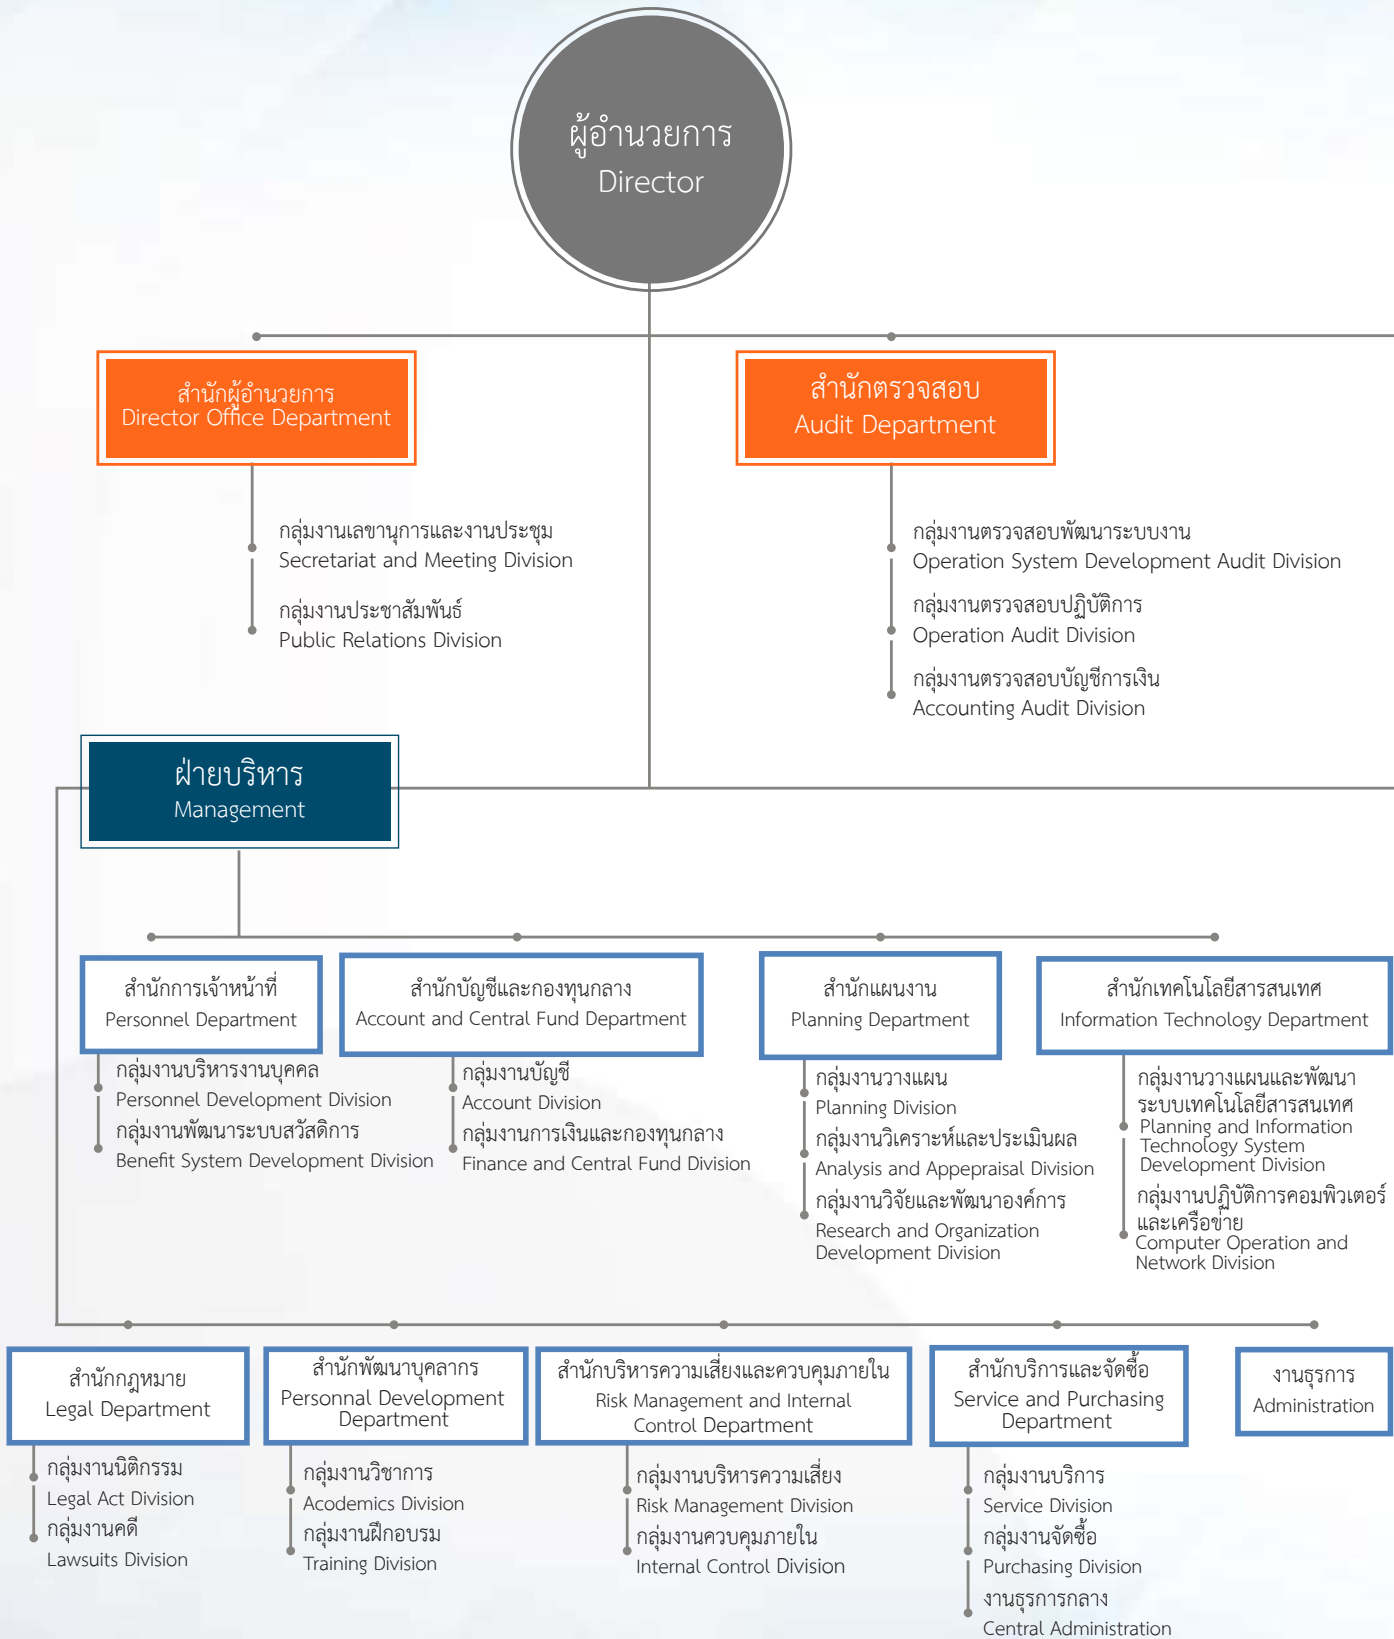 ผู้อำนวยการ
Director
สำนักผู้อำนวยการ
Director Office Department
กลุ่มงานเลขานุการและงานประชุม
Secretariat and Meeting Division
กลุ่มงานประชาสัมพันธ์
Public Relations Division
สำนักตรวจสอบ
Audit Department
กลุ่มงานตรวจสอบพัฒนาระบบงาน
Operation System Development Audit Division
กลุ่มงานตรวจสอบปฏิบัติการ
Operation Audit Division
กลุ่มงานตรวจสอบบัญชีการเงิน
Accounting Audit Division
ฝ่ายบริหาร
Management
สำนักการเจ้าหน้าที่
Personnel Department
กลุ่มงานบริหารงานบุคคล
Personnel Development Division
กลุ่มงานพัฒนาระบบสวัสดิการ
Benefit System Development Division
สำนักบัญชีและกองทุนกลาง
Account and Central Fund Department
กลุ่มงานบัญชี
Account Division
กลุ่มงานการเงินและกองทุนกลาง
Finance and Central Fund Division
สำนักแผนงาน
Planning Department
กลุ่มงานวางแผน
Planning Division
กลุ่มงานวิเคราะห์และประเมินผล
Analysis and Appepraisal Division
กลุ่มงานวิจัยและพัฒนาองค์การ
Research and Organization
Development Division
สำนักเทคโนโลยีสารสนเทศ
Information Technology Department
กลุ่มงานวางแผนและพัฒนา
ระบบเทคโนโลยีสารสนเทศ
Planning and Information
Technology System
Development Division
กลุ่มงานปฏิบัติการคอมพิวเตอร์
และเครือข่าย
Computer Operation and
Network Division
สำนักกฎหมาย
Legal Department
กลุ่มงานนิติกรรม
Legal Act Division
กลุ่มงานคดี
Lawsuits Division
สำนักพัฒนาบุคลากร
Personnal Development
Department
กลุ่มงานวิชาการ
Acodemics Division
กลุ่มงานฝึกอบรม
Training Division
สำนักบริหารความเสี่ยงและควบคุมภายใน
Risk Management and Internal
Control Department
กลุ่มงานบริหารความเสี่ยง
Risk Management Division
กลุ่มงานควบคุมภายใน
Internal Control Division
สำนักบริการและจัดซื้อ
Service and Purchasing
Department
กลุ่มงานบริการ
Service Division
กลุ่มงานจัดซื้อ
Purchasing Division
งานธุรการกลาง
Central Administration
งานธุรการ
Administration